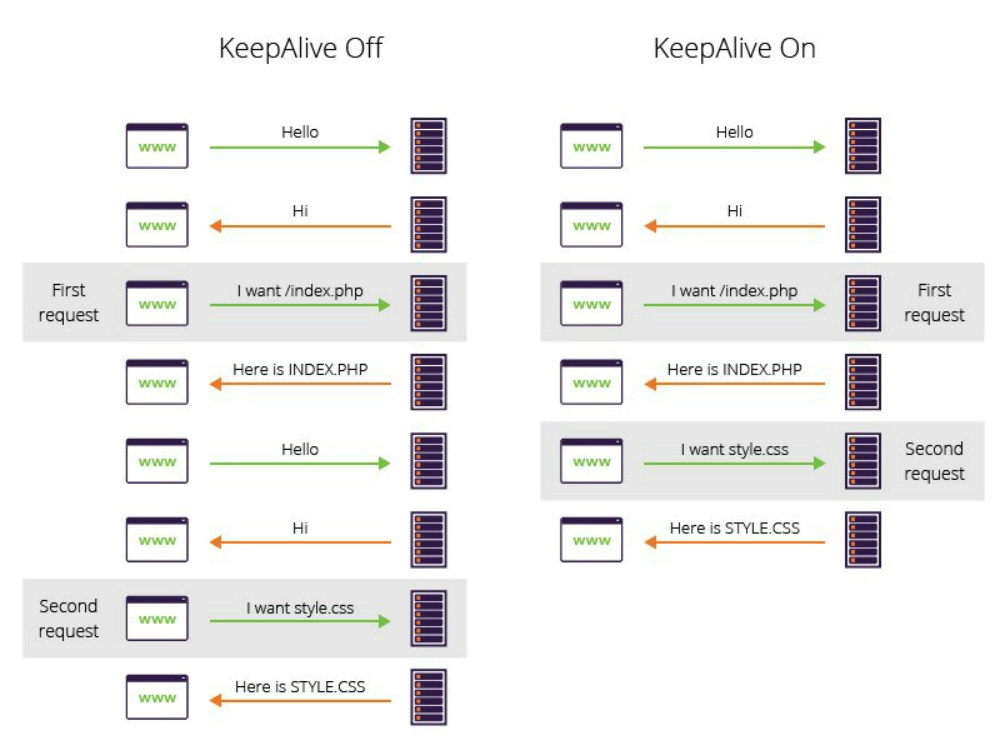 KeepAlive Off
www
Hello
www
Hi
First
request
www
I want /index.php
www
Here is INDEX.PHP
www
Hello
www
Hi
Second
request
www
I want style.css
www
Here is STYLE.CSS
KeepAlive On
www
Hello
www
Hi
www
I want /index.php
First
request
www
Here is INDEX.PHP
www
I want style.css
Second
request
www
Here is STYLE.CSS